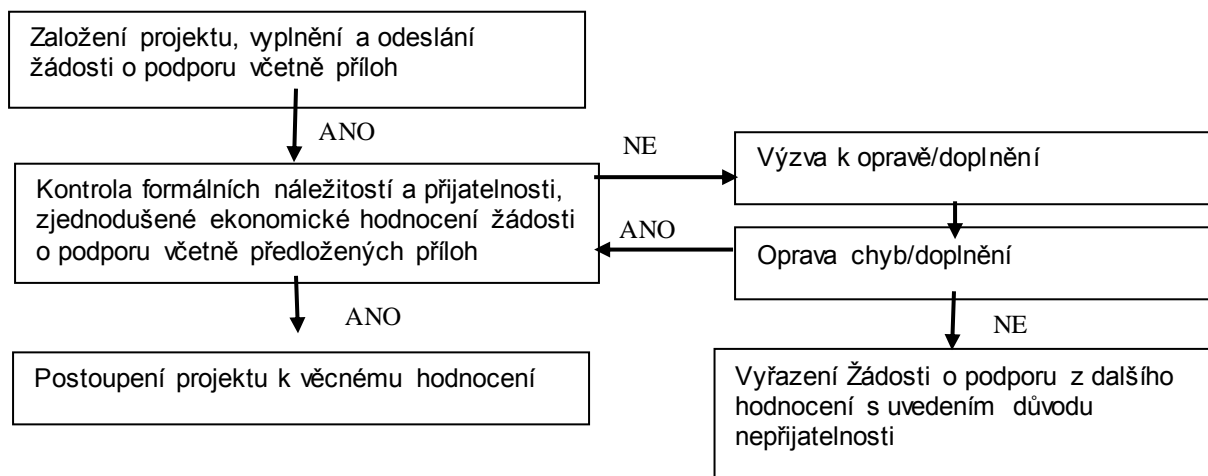 Založení projektu, vyplnění a odeslání
žádosti o podporu včetně příloh
ANO
NE
Kontrola formálních náležitostí a přijatelnosti,
zjednodušené ekonomické hodnocení žádosti
o podporu včetně předložených příloh
Výzva k opravě/doplnění
ANO
Oprava chyb/doplnění
ANO
NE
Postoupení projektu k věcnému hodnocení
Vyřazení Žádosti o podporu z dalšího
hodnocení s uvedením důvodu
nepřijatelnosti